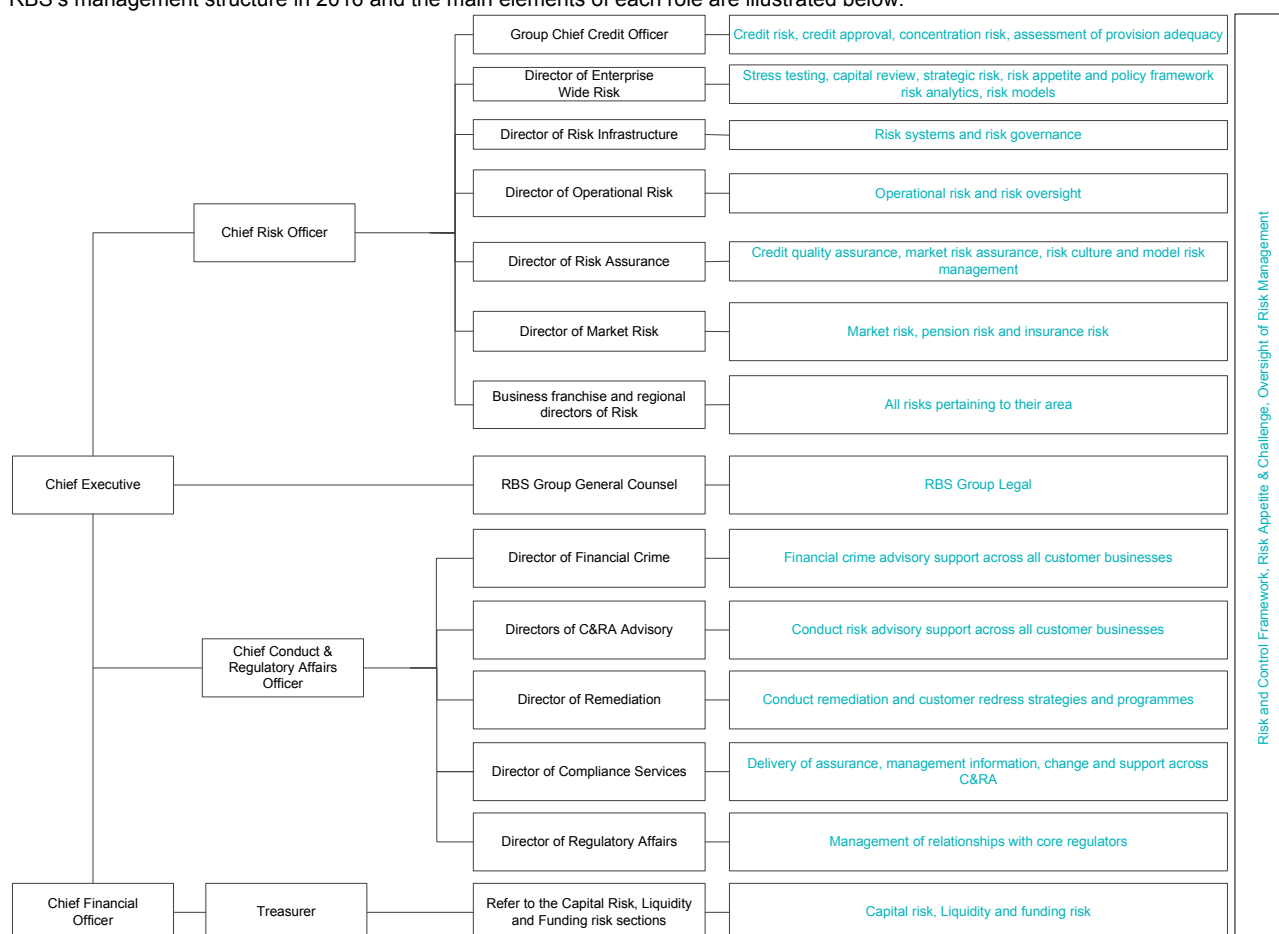 RBS's management structure in 2016 and the main elements of each role are illustrated below.
Group Chief Credit Officer
Credit risk, credit approval, concentration risk, assessment of provision adequacy
Director of Enterprise
Wide Risk
Stress testing, capital review, strategic risk, risk appetite and policy framework
risk analytics, risk models
Director of Risk Infrastructure
Risk systems and risk governance
Director of Operational Risk
Operational risk and risk oversight
Chief Risk Officer
Director of Risk Assurance
Credit quality assurance, market risk assurance, risk culture and model risk
management
Director of Market Risk
Market risk, pension risk and insurance risk
Business franchise and regional
directors of Risk
All risks pertaining to their area
Chief Executive
RBS Group General Counsel
RBS Group Legal
Director of Financial Crime
Financial crime advisory support across all customer businesses
Directors of C&RA Advisory
Conduct risk advisory support across all customer businesses
Chief Conduct &
Regulatory Affairs
Officer
Director of Remediation
Conduct remediation and customer redress strategies and programmes
Director of Compliance Services
Delivery of assurance, management information, change and support across
C&RA
Director of Regulatory Affairs
Management of relationships with core regulators
Chief Financial
Officer
Treasurer
Refer to the Capital Risk, Liquidity
and Funding risk sections
Capital risk, Liquidity and funding risk
Risk and Control Framework, Risk Appetite & Challenge, Oversight of Risk Management